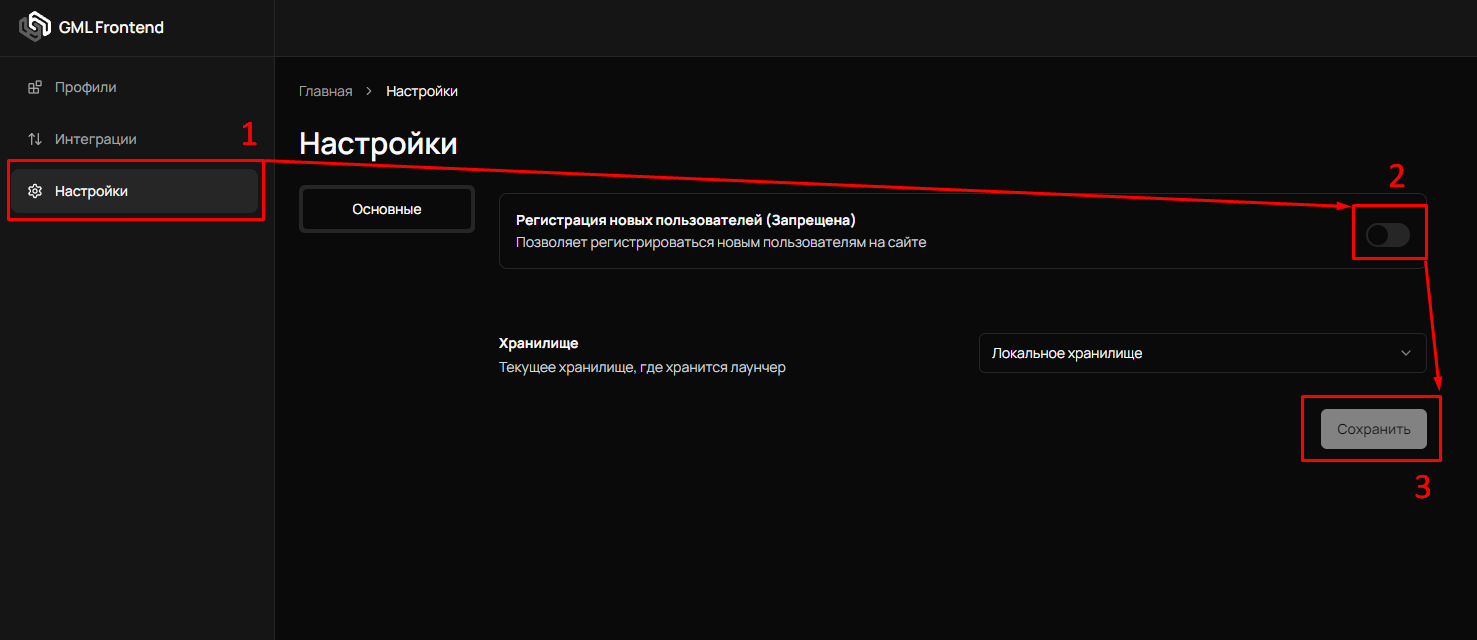 GML Frontend
Профили
Интеграции
1
Настройки
Главная > Настройки
Настройки
Основные
2
Регистрация новых пользователей (Запрещена)
Позволяет регистрироваться новым пользователям на сайте
Хранилище
Текущее хранилище, где хранится лаунчер
Локальное хранилище
Сохранить
3